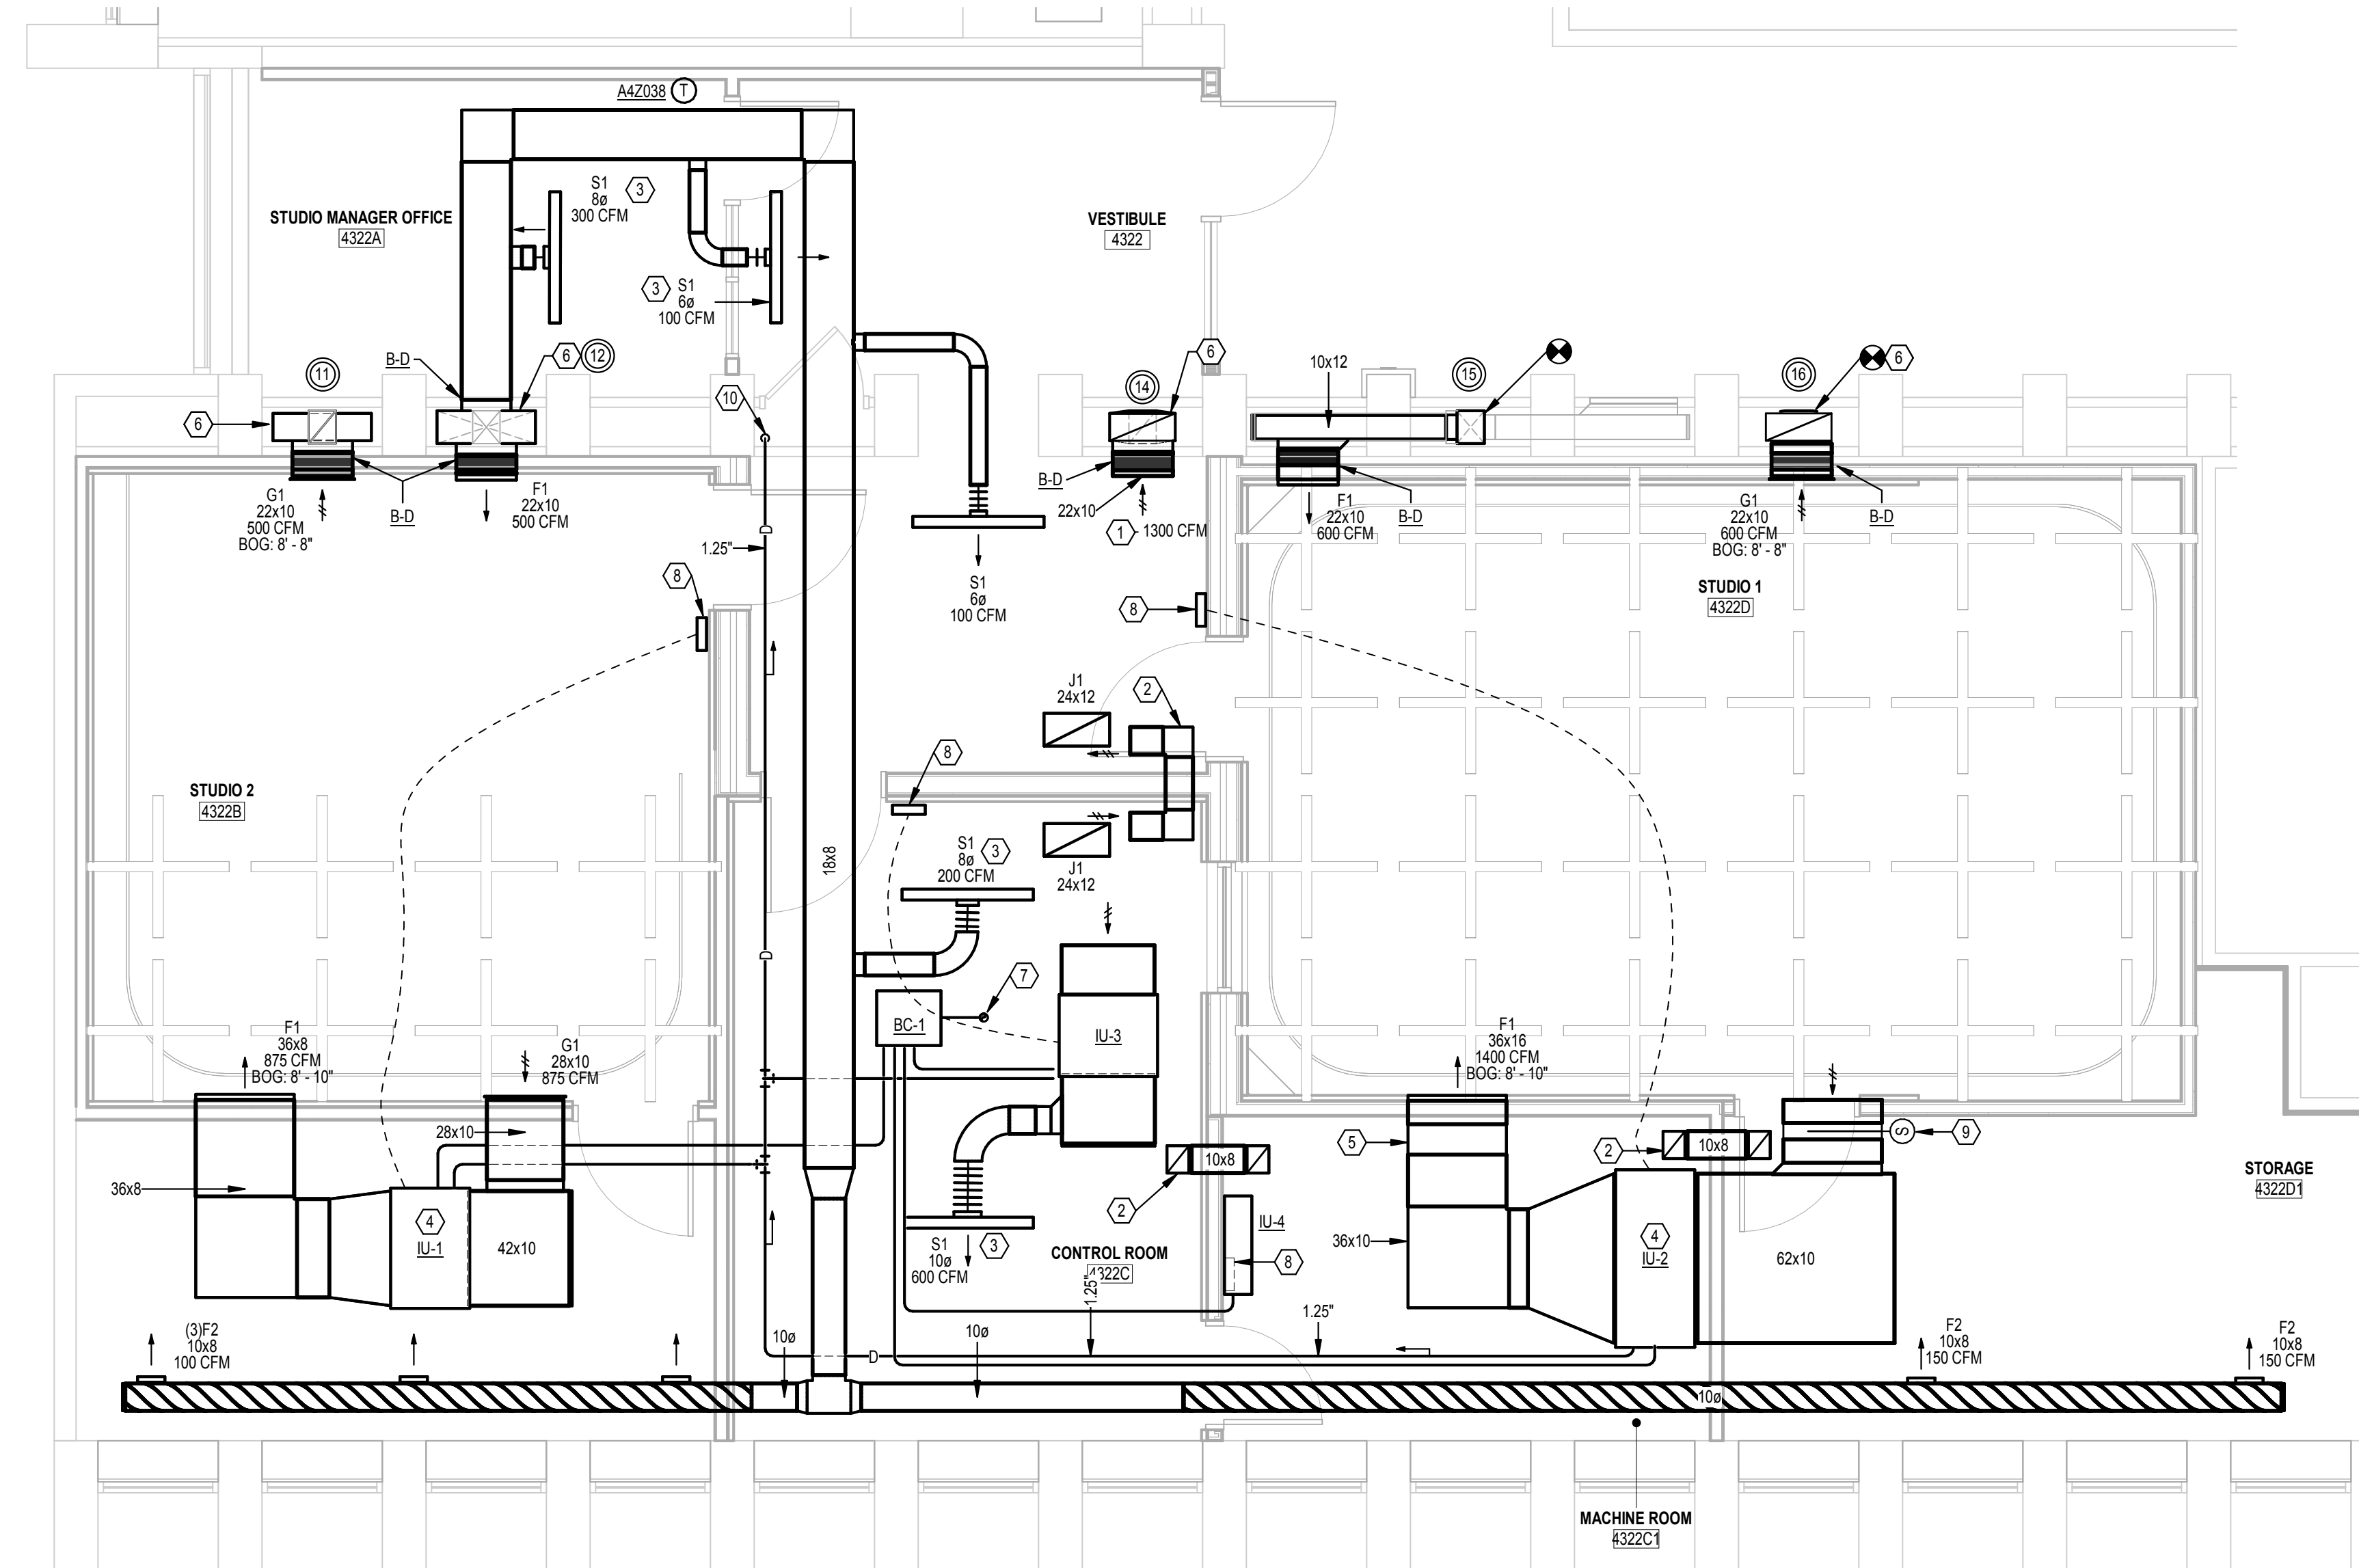 A4Z038 T
S1
8ø
300 CFM
3
STUDIO MANAGER OFFICE
4322A
VESTIBULE
4322
3
S1
6ø
100 CFM
B-D
6
12
11
6
10
14
6
10x12
15
16
6
G1
22x10
500 CFM
BOG: 8' - 8"
B-D
F1
22x10
500 CFM
1.25"
D
B-D
22x10
1 - 1300 CFM
F1
22x10
600 CFM
B-D
G1
22x10
600 CFM
BOG: 8' - 8"
B-D
8
S1
6ø
100 CFM
8
STUDIO 1
4322D
J1
24x12
2
8
STUDIO 2
4322B
18x8
S1
8ø
200 CFM
3
J1
24x12
D
7
BC-1
IU-3
F1
36x8
875 CFM
BOG: 8' - 10"
G1
28x10
875 CFM
F1
36x16
1400 CFM
BOG: 8' - 10"
28x10
5
10x8
2
10x8
2
S
9
36x8
4
IU-1
42x10
S1
10ø
600 CFM
3
CONTROL ROOM
4322C
1.25"
IU-4
8
36x10
4
IU-2
62x10
STORAGE
4322D1
1.25"
(3)F2
10x8
100 CFM
10ø
D
10ø
F2
10x8
150 CFM
F2
10x8
150 CFM
10ø
MACHINE ROOM
4322C1